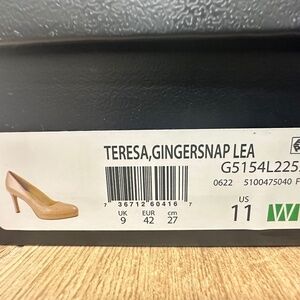 TERESA,GINGERSNAP LEA
G5154L225
0622 5100475040 F
7 36712 60416 7
UK EUR cm
9 42 27
US
11 W